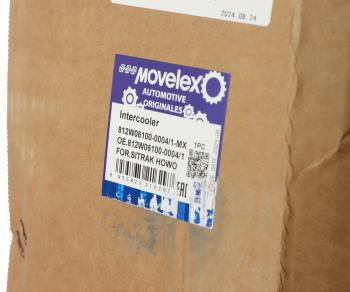 2024.08.24
MOVELEX
AUTOMOTIVE
ORIGINALES
Intercooler
812W06100-0004/1-MX 1PC
OE.812W06100-0004/1
FOR.SITRAK HOWO
EAC